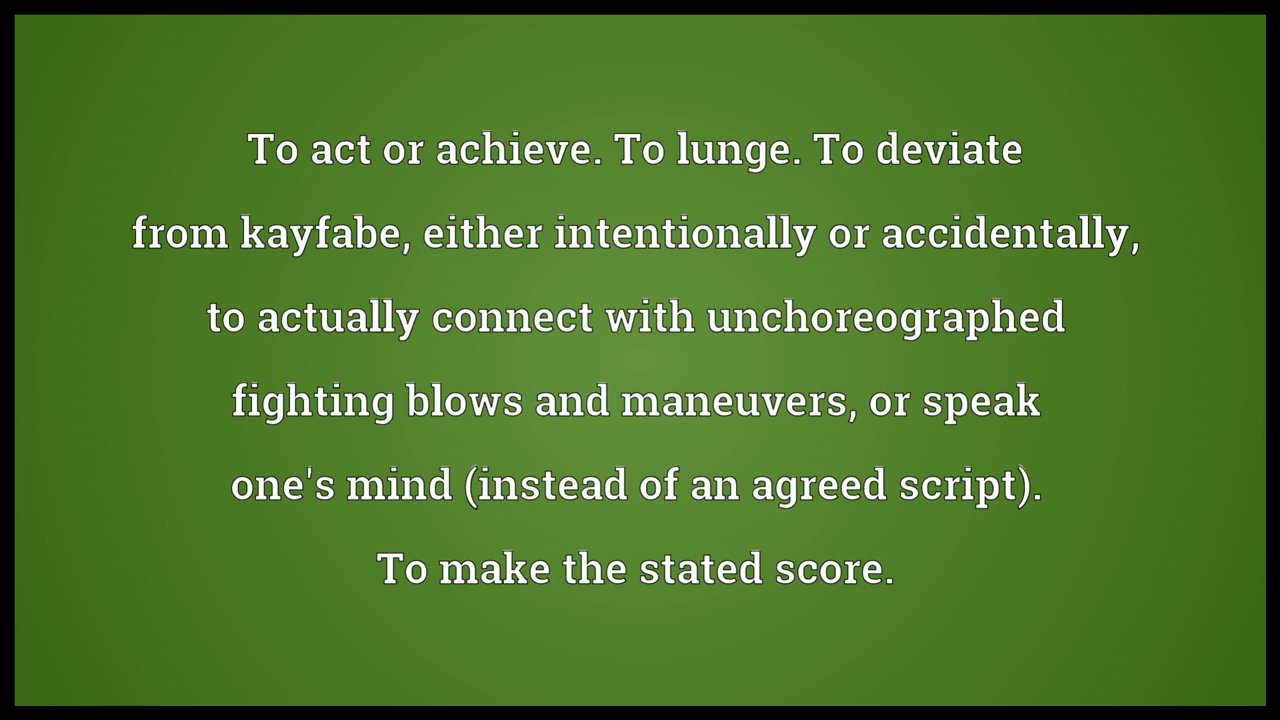 To act or achieve. To lunge. To deviate
from kayfabe, either intentionally or accidentally,
to actually connect with unchoreographed
fighting blows and maneuvers, or speak
one's mind (instead of an agreed script).
To make the stated score.